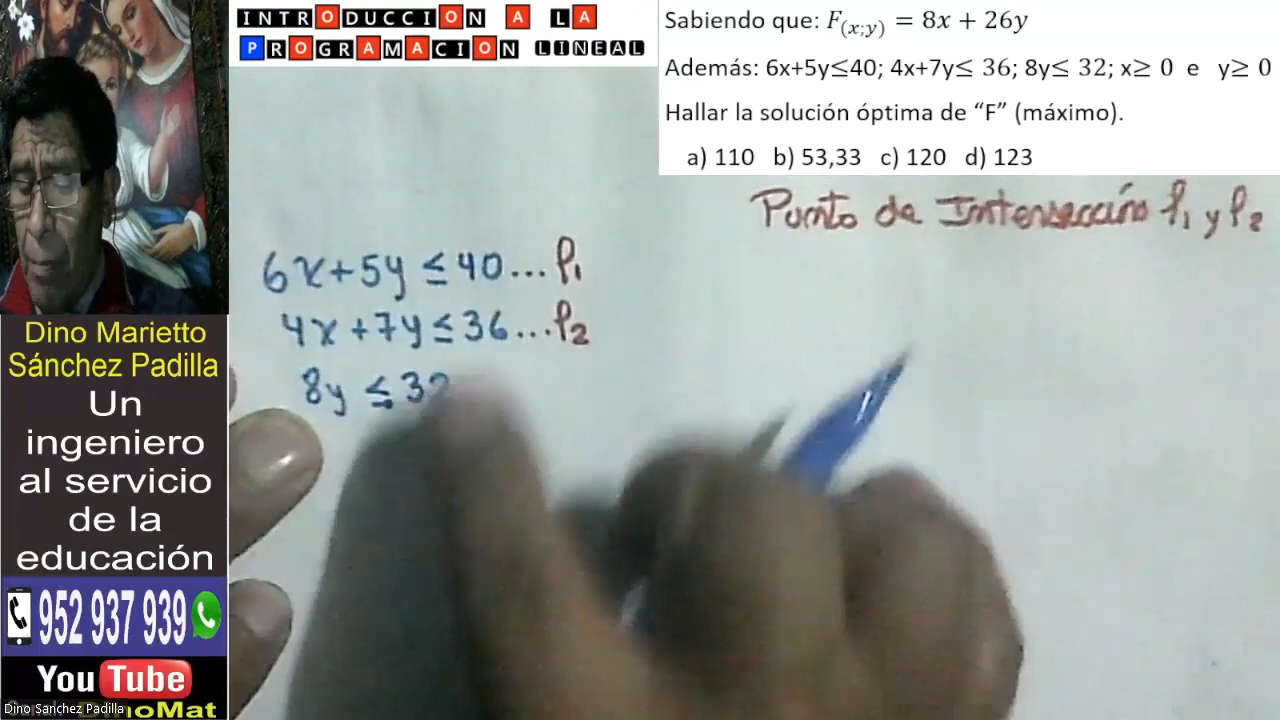 INTRODUCCION A LA
PROGRAMACION LINEAL
Sabiendo que: F(x;y) = 8x + 26y
Además: 6x+5y≤40; 4x+7y≤ 36; 8y≤ 32; x≥ 0 e y≥ 0
Hallar la solución óptima de “F” (máximo).
a) 110 b) 53,33 c) 120 d) 123
Punto de Intersección P1 y P2
6x+5y ≤ 40 ... P1
4x+7y ≤ 36 ... P2
8y ≤ 32
Dino Marietto
Sánchez Padilla
Un
ingeniero
al servicio
de la
educación
952 937 939
YouTube
Dino Sanchez Padilla
DinoMat